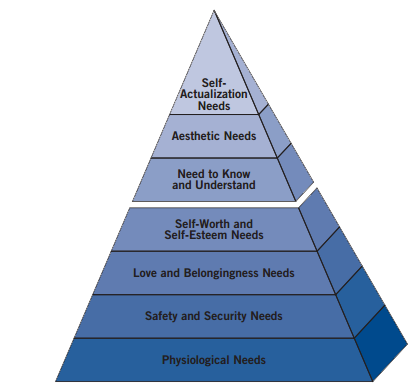 Self-
Actualization
Needs
Aesthetic Needs
Need to Know
and Understand
Self-Worth and
Self-Esteem Needs
Love and Belongingness Needs
Safety and Security Needs
Physiological Needs